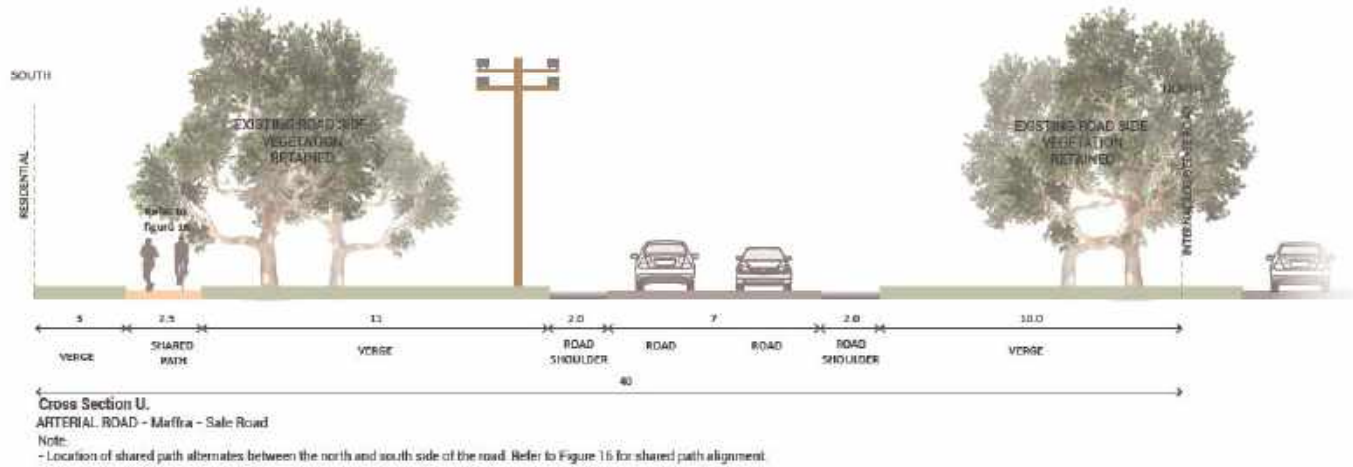 SOUTH
NORTH
EXISTING ROAD SIDE
VEGETATION
RETAINED
EXISTING ROAD SIDE
VEGETATION
RETAINED
RESIDENTIAL
INTERNAL ROAD
Refer to
figure 16
2.5 11 2.0 7 2.0 10.0
VERGE
SHARED
PATH
VERGE
ROAD
SHOULDER
ROAD
ROAD
ROAD
SHOULDER
VERGE
40
Cross Section U.
ARTERIAL ROAD - Maffra - Sale Road
Note
- Location of shared path alternates between the north and south side of the road. Refer to Figure 16 for shared path alignment